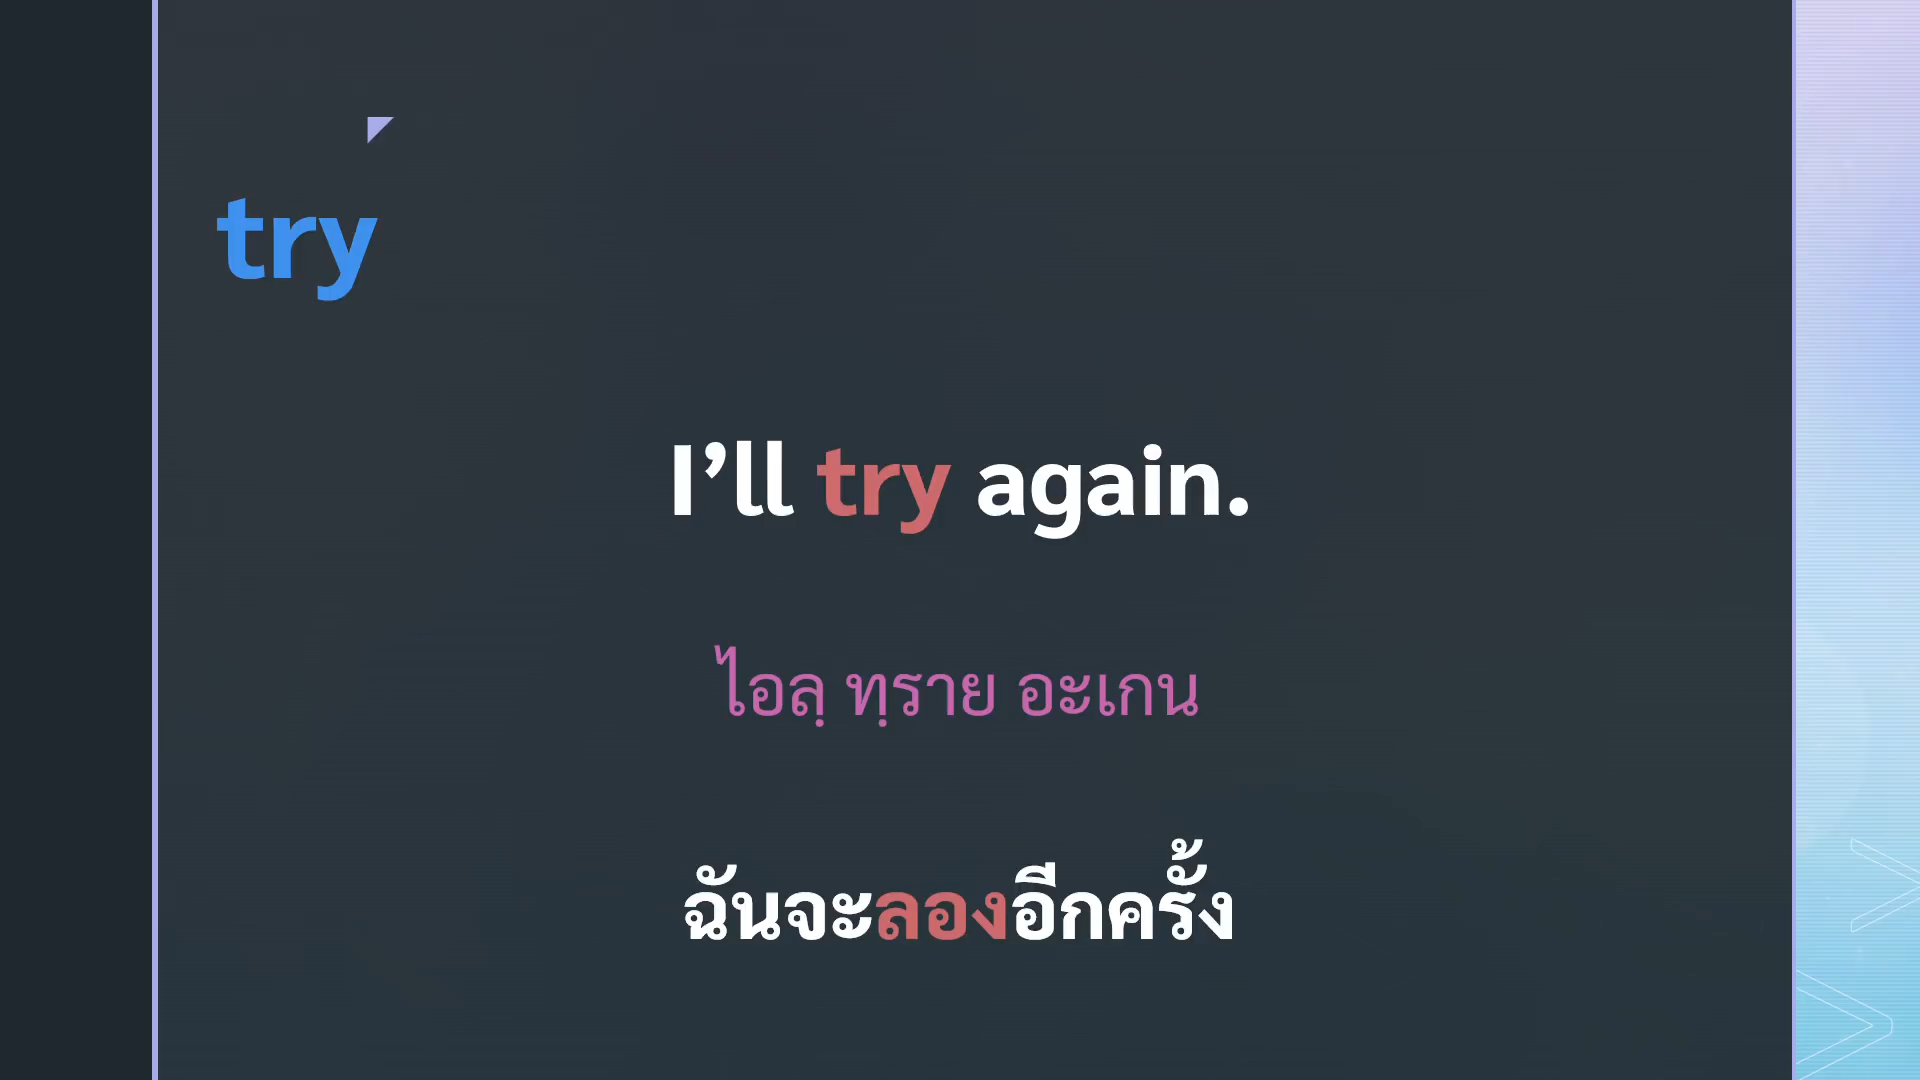 try
I’ll try again.
ไอลฺ ทฺราย อะเกน
ฉันจะลองอีกครั้ง